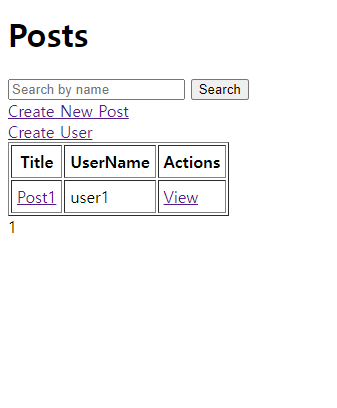 Posts
Search by name Search
Create New Post
Create User
Title UserName Actions
Post1 user1 View
1